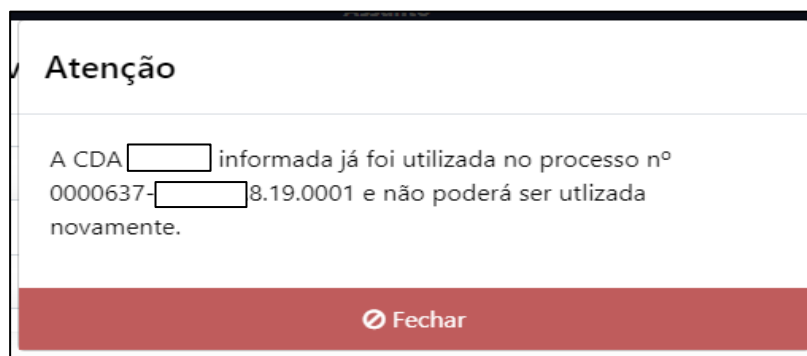 Atenção
A CDA informada já foi utilizada no processo nº
0000637- 8.19.0001 e não poderá ser utlizada
novamente.
Fechar